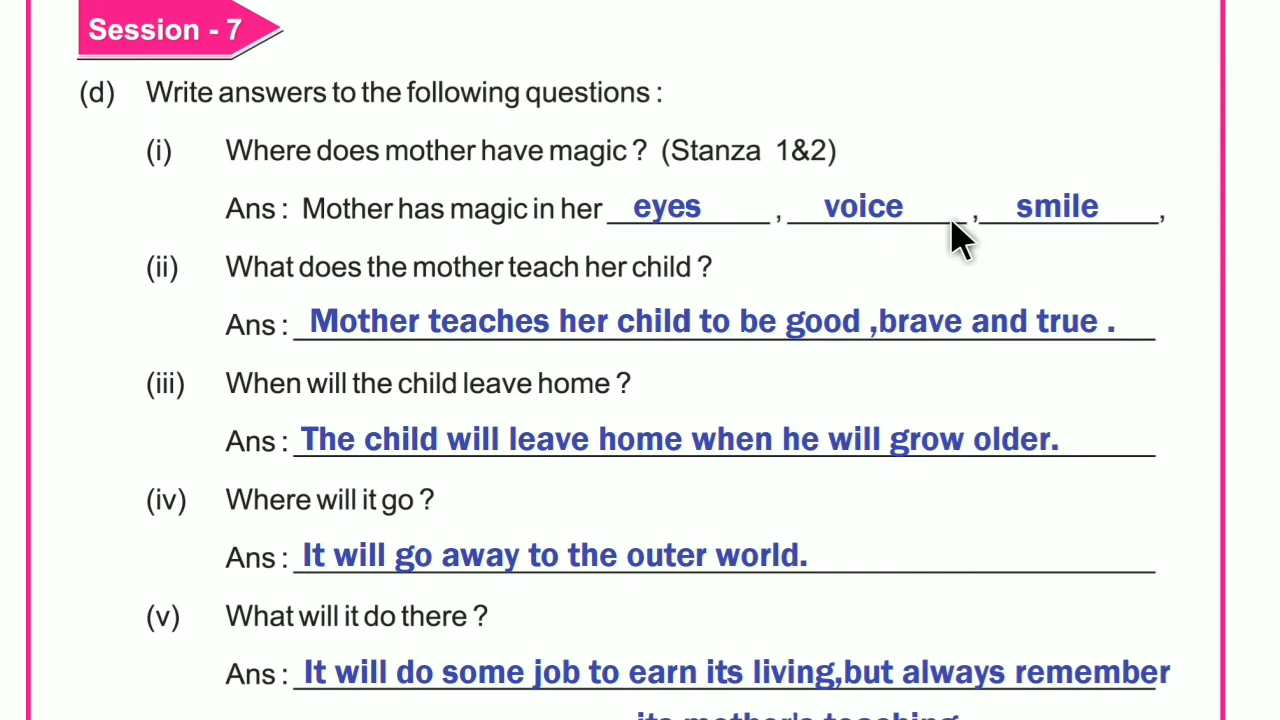 Session - 7
(d) Write answers to the following questions :
(i) Where does mother have magic ? (Stanza 1&2)
Ans : Mother has magic in her eyes , voice , smile ,
(ii) What does the mother teach her child ?
Ans : Mother teaches her child to be good ,brave and true .
(iii) When will the child leave home ?
Ans : The child will leave home when he will grow older.
(iv) Where will it go ?
Ans : It will go away to the outer world.
(v) What will it do there ?
Ans : It will do some job to earn its living,but always remember
its mother's teaching